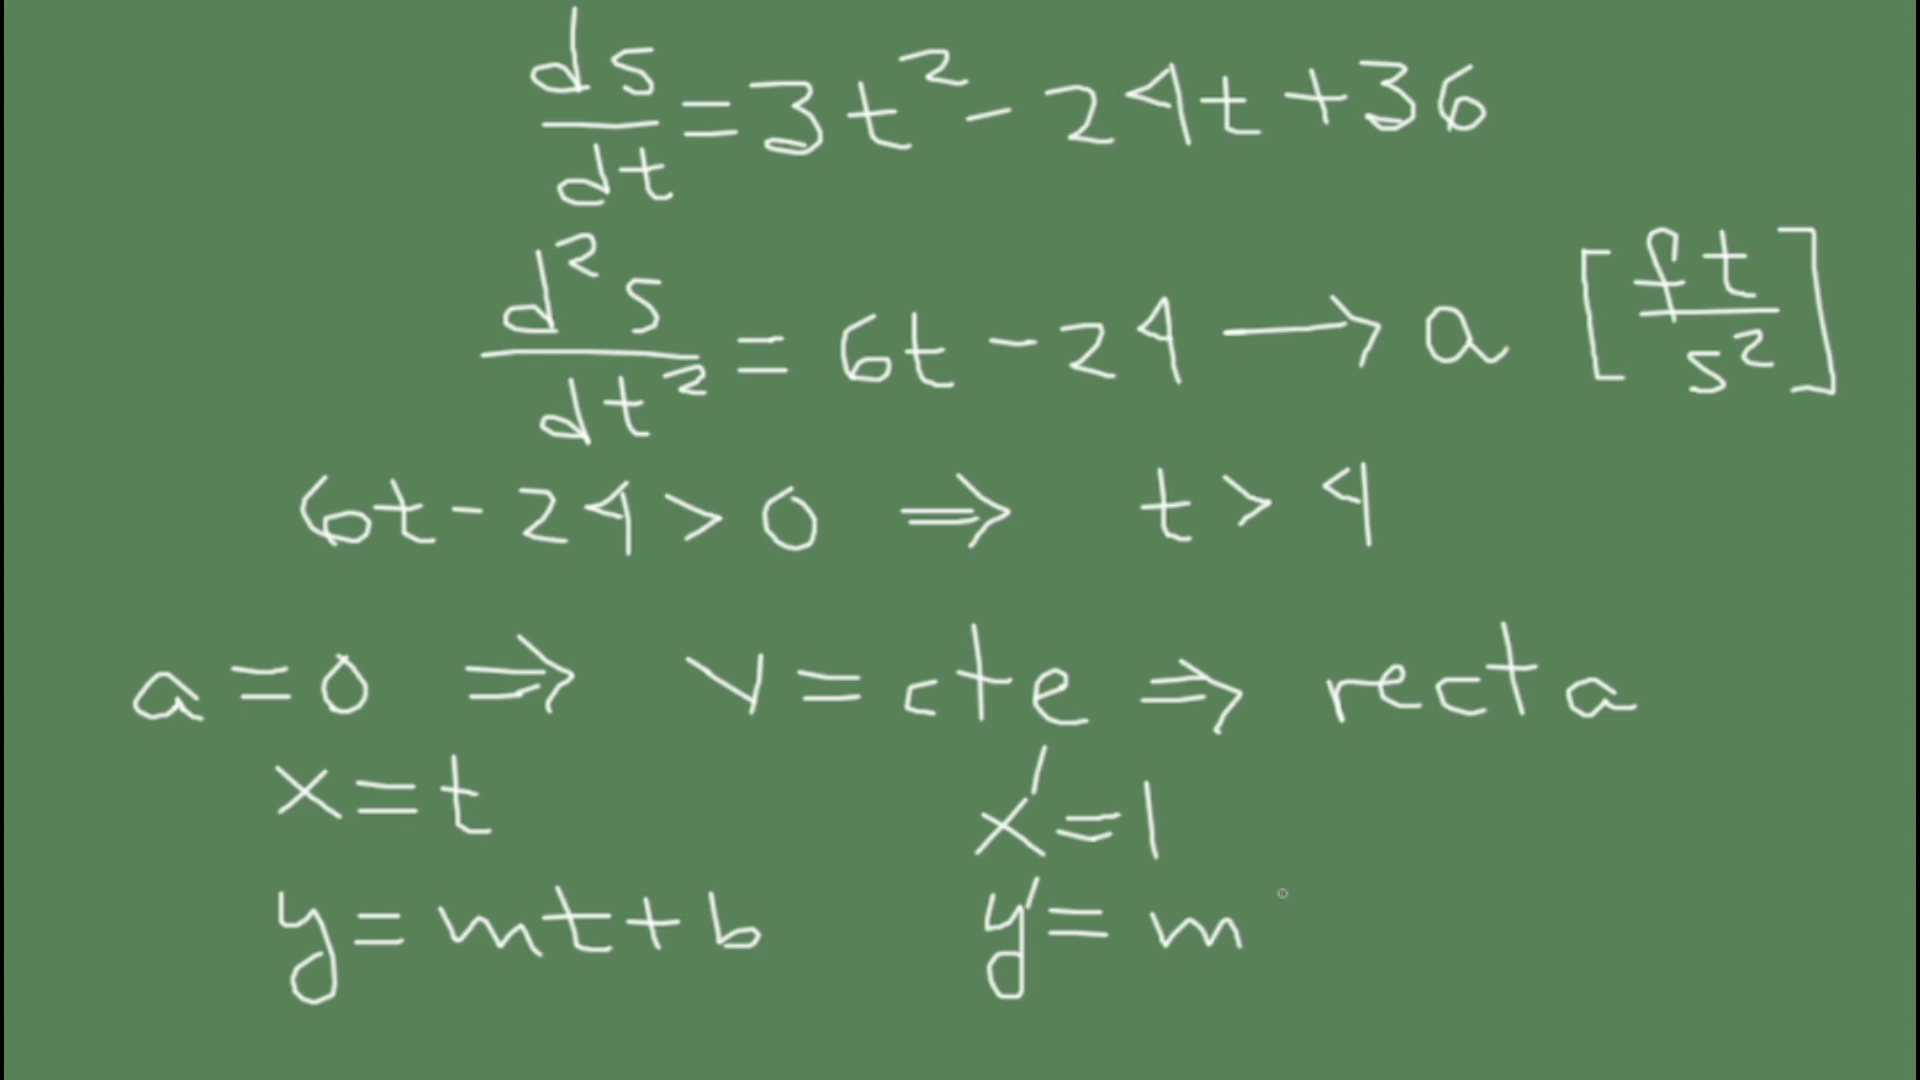 ds/dt = 3t² - 24t + 36
d²s/dt² = 6t - 24 → a [ft/s²]
6t - 24 > 0 ⇒ t > 4
a = 0 ⇒ v = cte ⇒ recta
x = t x' = 1
y = mt + b y' = m